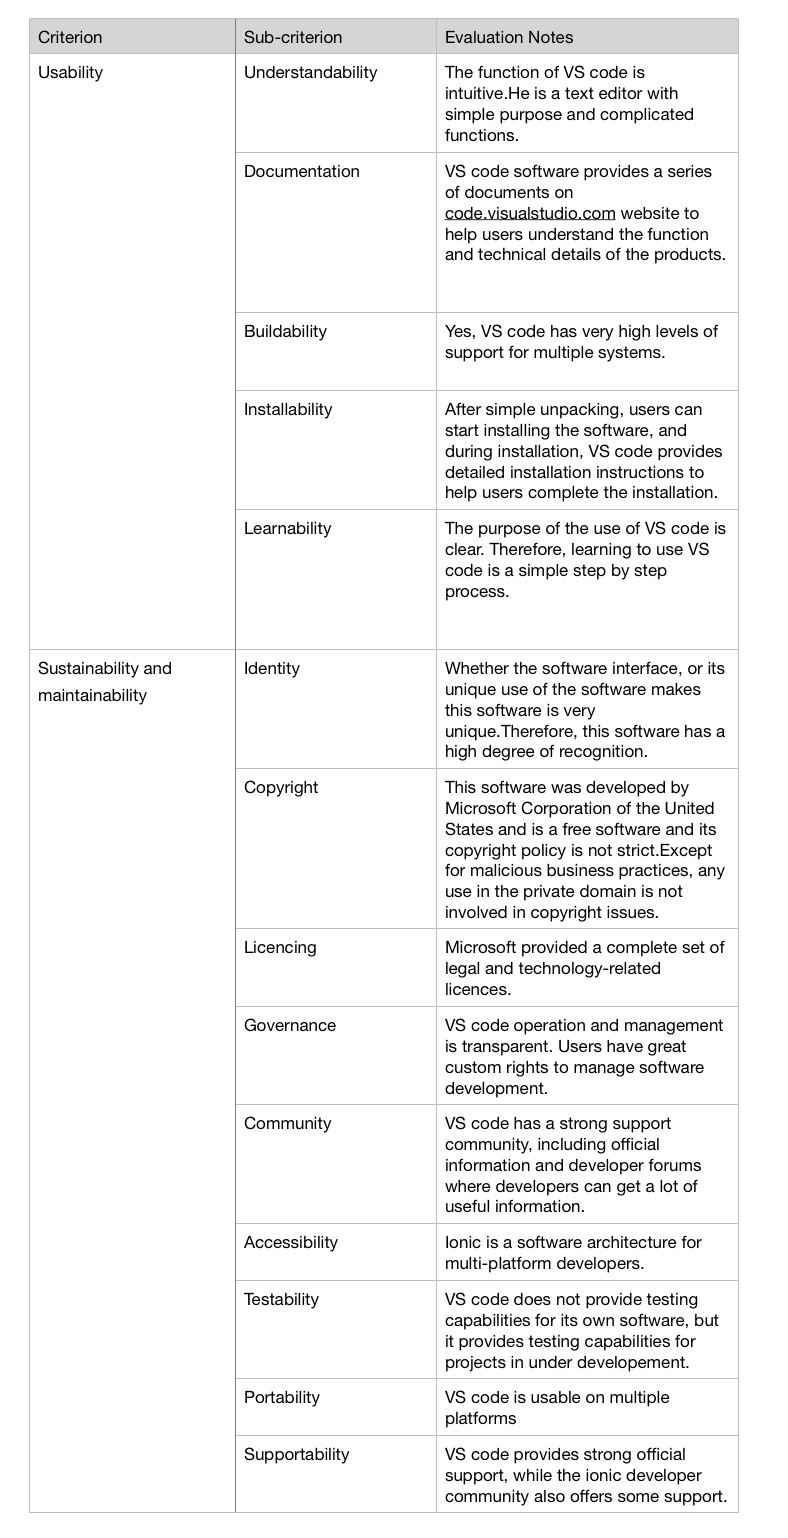 Criterion
Sub-criterion
Evaluation Notes
Usability
Understandability
The function of VS code is
intuitive.He is a text editor with
simple purpose and complicated
functions.
Documentation
VS code software provides a series
of documents on
code.visualstudio.com website to
help users understand the function
and technical details of the products.
Buildability
Yes, VS code has very high levels of
support for multiple systems.
Installability
After simple unpacking, users can
start installing the software, and
during installation, VS code provides
detailed installation instructions to
help users complete the installation.
Learnability
The purpose of the use of VS code is
clear. Therefore, learning to use VS
code is a simple step by step
process.
Sustainability and
maintainability
Identity
Whether the software interface, or its
unique use of the software makes
this software is very
unique.Therefore, this software has a
high degree of recognition.
Copyright
This software was developed by
Microsoft Corporation of the United
States and is a free software and its
copyright policy is not strict.Except
for malicious business practices, any
use in the private domain is not
involved in copyright issues.
Licencing
Microsoft provided a complete set of
legal and technology-related
licences.
Governance
VS code operation and management
is transparent. Users have great
custom rights to manage software
development.
Community
VS code has a strong support
community, including official
information and developer forums
where developers can get a lot of
useful information.
Accessibility
Ionic is a software architecture for
multi-platform developers.
Testability
VS code does not provide testing
capabilities for its own software, but
it provides testing capabilities for
projects in under developement.
Portability
VS code is usable on multiple
platforms
Supportability
VS code provides strong official
support, while the ionic developer
community also offers some support.